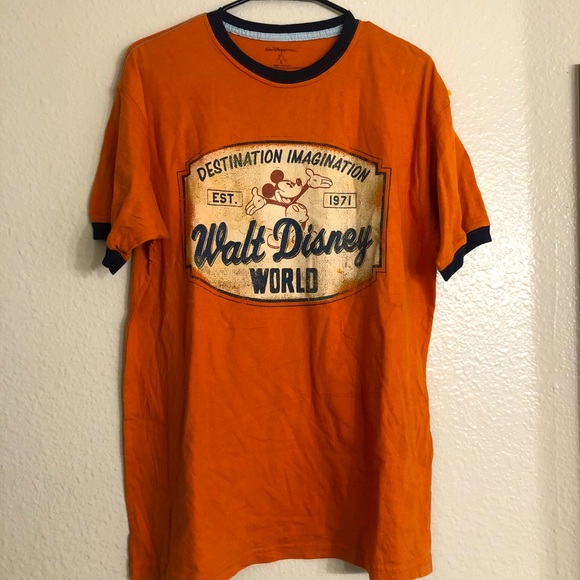 DESTINATION IMAGINATION
EST. 1971
Walt Disney
WORLD